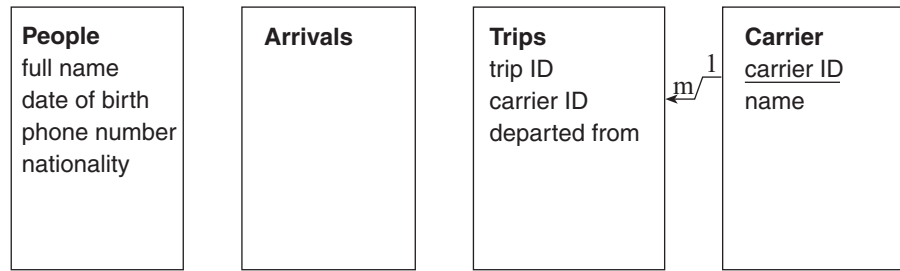 People
full name
date of birth
phone number
nationality
Arrivals
Trips
trip ID
carrier ID
departed from
m
1
Carrier
carrier ID
name